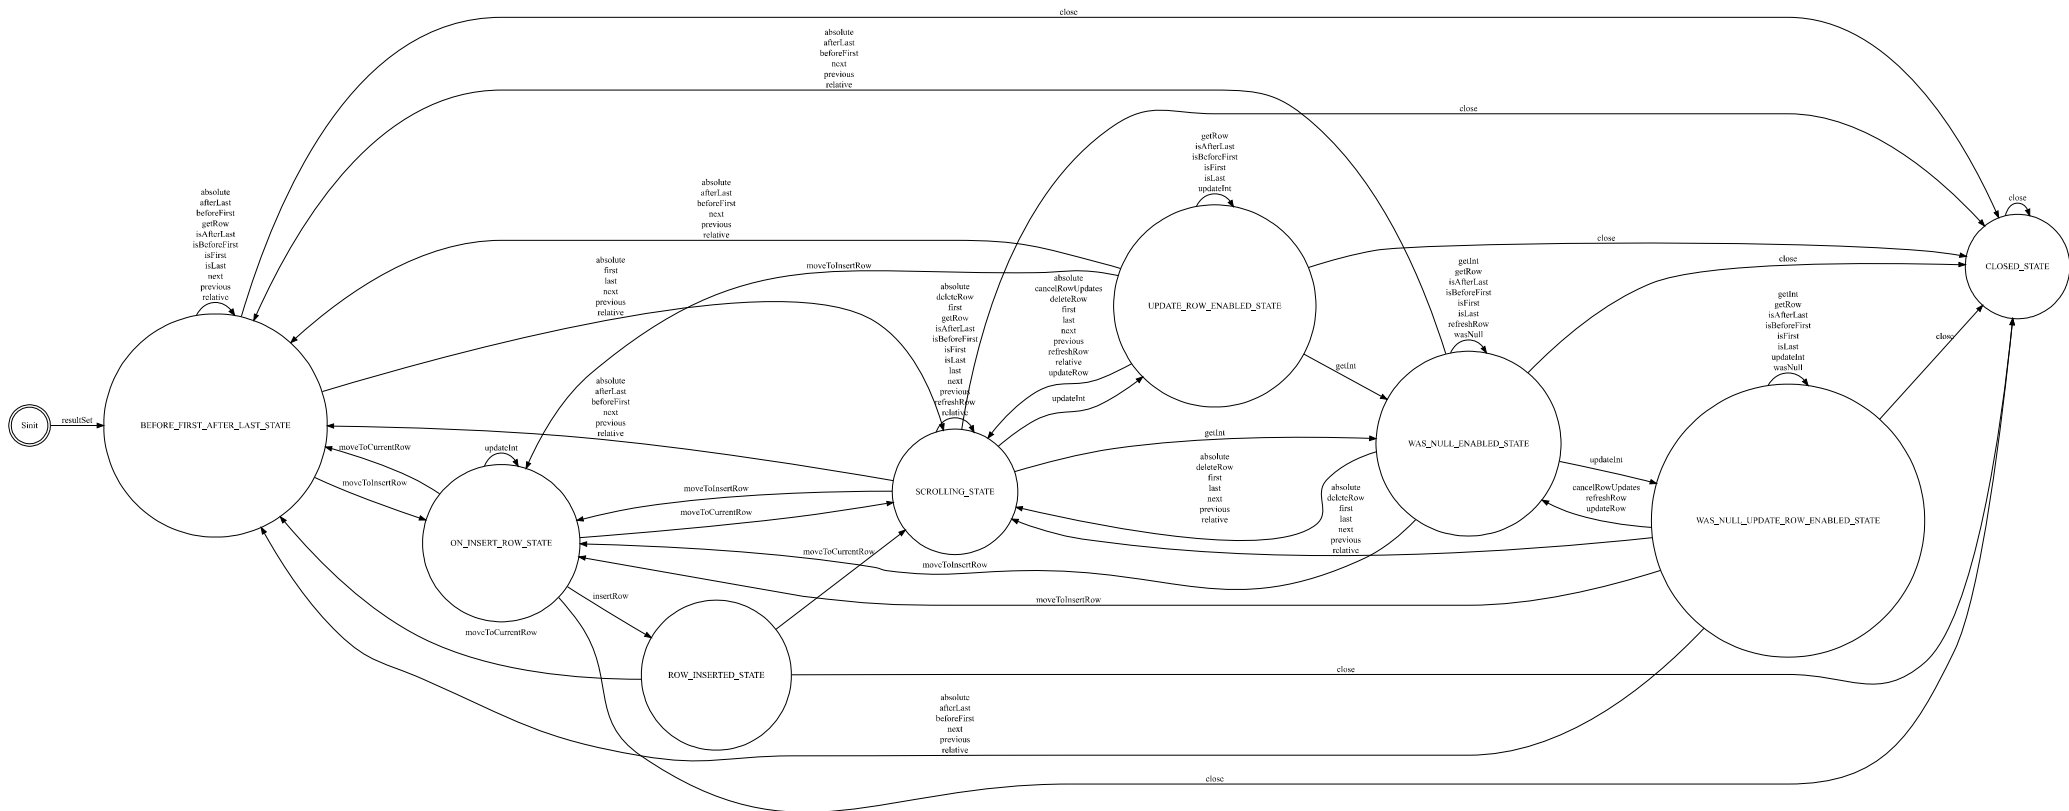 close
absolute
afterLast
beforeFirst
next
previous
relative
close
getRow
isAfterLast
isBeforeFirst
isFirst
isLast
updateInt
absolute
afterLast
beforeFirst
next
previous
relative
absolute
afterLast
beforeFirst
getRow
isAfterLast
isBeforeFirst
isFirst
isLast
next
previous
relative
close
close
CLOSED_STATE
close
close
moveToInsertRow
absolute
first
last
next
previous
relative
absolute
deleteRow
first
getRow
isAfterLast
isBeforeFirst
isFirst
isLast
last
next
previous
refreshRow
relative
absolute
cancelRowUpdates
deleteRow
first
last
next
previous
refreshRow
relative
updateRow
UPDATE_ROW_ENABLED_STATE
getInt
getRow
isAfterLast
isBeforeFirst
isFirst
isLast
refreshRow
wasNull
getInt
getRow
isAfterLast
isBeforeFirst
isFirst
isLast
updateInt
wasNull
close
getInt
updateInt
absolute
afterLast
beforeFirst
next
previous
relative
Sinit
resultSet
BEFORE_FIRST_AFTER_LAST_STATE
moveToCurrentRow
moveToInsertRow
updateInt
getInt
WAS_NULL_ENABLED_STATE
updateInt
absolute
deleteRow
first
last
next
previous
relative
absolute
deleteRow
first
last
next
previous
relative
cancelRowUpdates
refreshRow
updateRow
WAS_NULL_UPDATE_ROW_ENABLED_STATE
moveToInsertRow
SCROLLING_STATE
moveToCurrentRow
ON_INSERT_ROW_STATE
moveToCurrentRow
moveToInsertRow
insertRow
moveToInsertRow
moveToCurrentRow
ROW_INSERTED_STATE
close
absolute
afterLast
beforeFirst
next
previous
relative
close